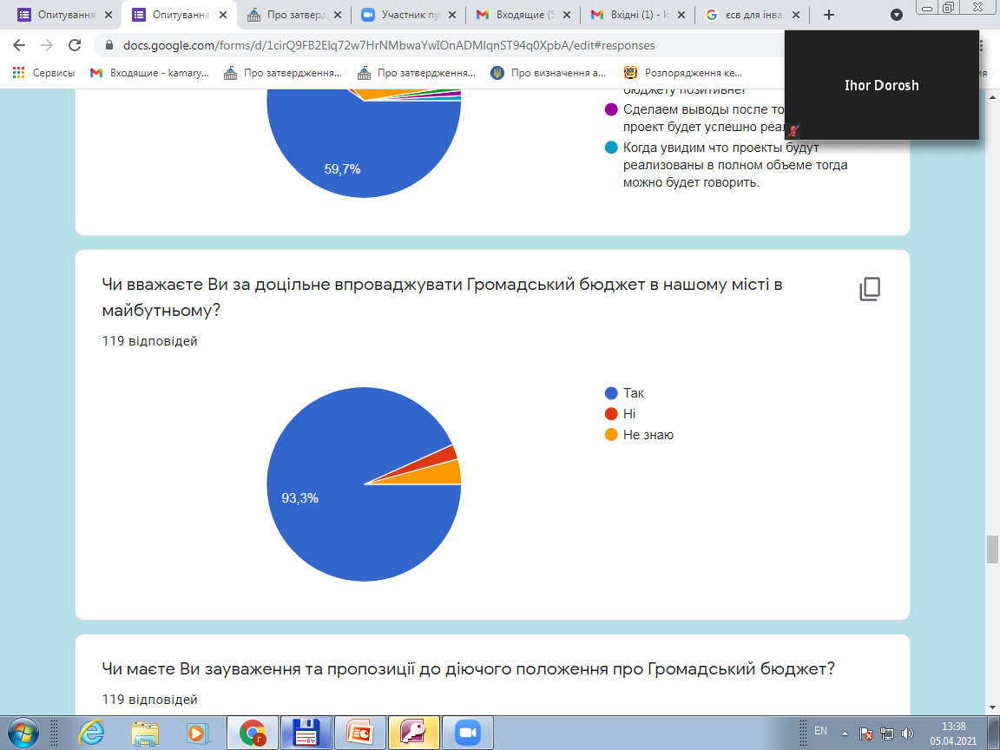 Опитування
Опитування
Про затверд
Участник пу
Входящие (5
Вхідні (1) - k
єсв для інва
docs.google.com/forms/d/1cirQ9FB2EIq72w7HrNMbwaYwIOnADMlqnST94q0XpbA/edit#responses
Сервисы
Входящие - kamary...
Про затвердження...
Про затвердження...
Про визначення а...
Розпорядження ке...
ия
Ihor Dorosh
бюджету позитивне!
Сделаем выводы после то
проект будет успешно реал
Когда увидим что проекты будут
реализованы в полном объеме тогда
можно будет говорить.
59,7%
Чи вважаєте Ви за доцільне впроваджувати Громадський бюджет в нашому місті в
майбутньому?
119 відповідей
Так
Ні
Не знаю
93,3%
Чи маєте Ви зауваження та пропозиції до діючого положення про Громадський бюджет?
119 відповідей
64
EN
13:38
05.04.2021